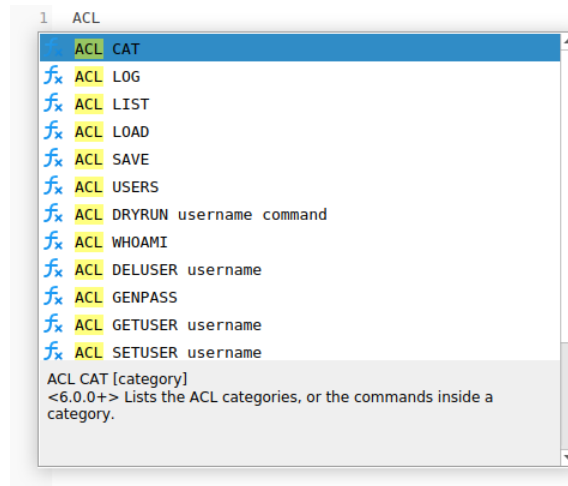 1 ACL
ACL CAT
ACL LOG
ACL LIST
ACL LOAD
ACL SAVE
ACL USERS
ACL DRYRUN username command
ACL WHOAMI
ACL DELUSER username
ACL GENPASS
ACL GETUSER username
ACL SETUSER username
ACL CAT [category]
<6.0.0+> Lists the ACL categories, or the commands inside a
category.